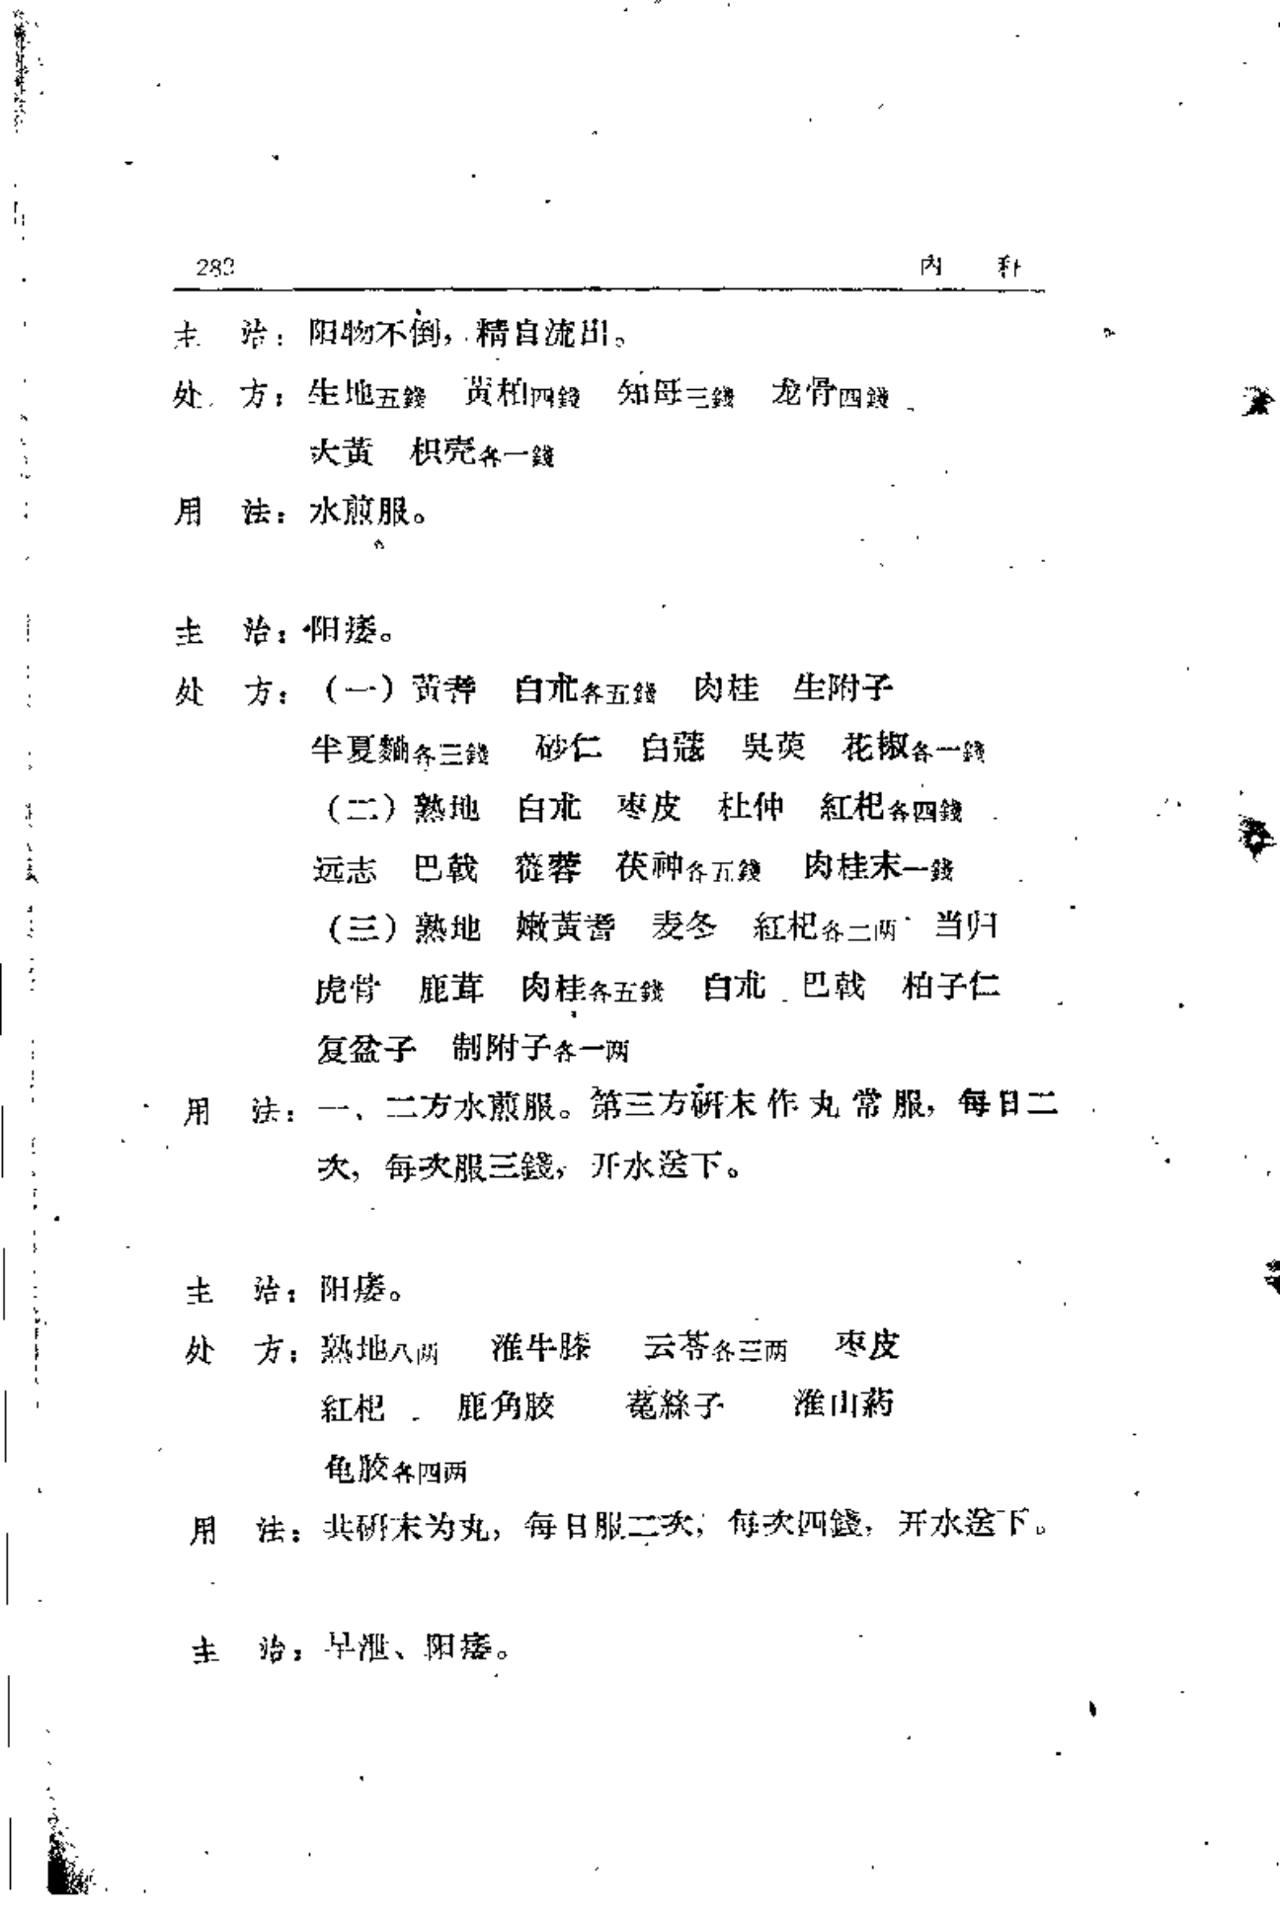 内 科
主 治：阳物不倒，精自流出。
处 方：生地五錢 黄柏四錢 知母三錢 龙骨四錢
大黄 枳壳各一錢
用 法：水煎服。
主 治：阳痿。
处 方：（一）黄耆 白朮各五錢 肉桂 生附子
半夏麯各三錢 砂仁 白蔻 吳萸 花椒各一錢
（二）熟地 白朮 枣皮 杜仲 紅杞各四錢
远志 巴戟 蓯蓉 茯神各五錢 肉桂末一錢
（三）熟地 嫩黃耆 麦冬 紅杞各二两 当归
虎骨 鹿茸 肉桂各五錢 白朮 巴戟 柏子仁
复盆子 制附子各一两
用 法：一、二方水煎服。第三方研末作丸常服，每日二
次，每次服三錢，开水送下。
主 治：阳痿。
处 方：熟地八两 淮牛膝 云苓各三两 枣皮
紅杞 鹿角胶 菟絲子 淮山药
龟胶各四两
用 法：共研末为丸，每日服二次，每次四錢，开水送下。
主 治：早泄、阳痿。